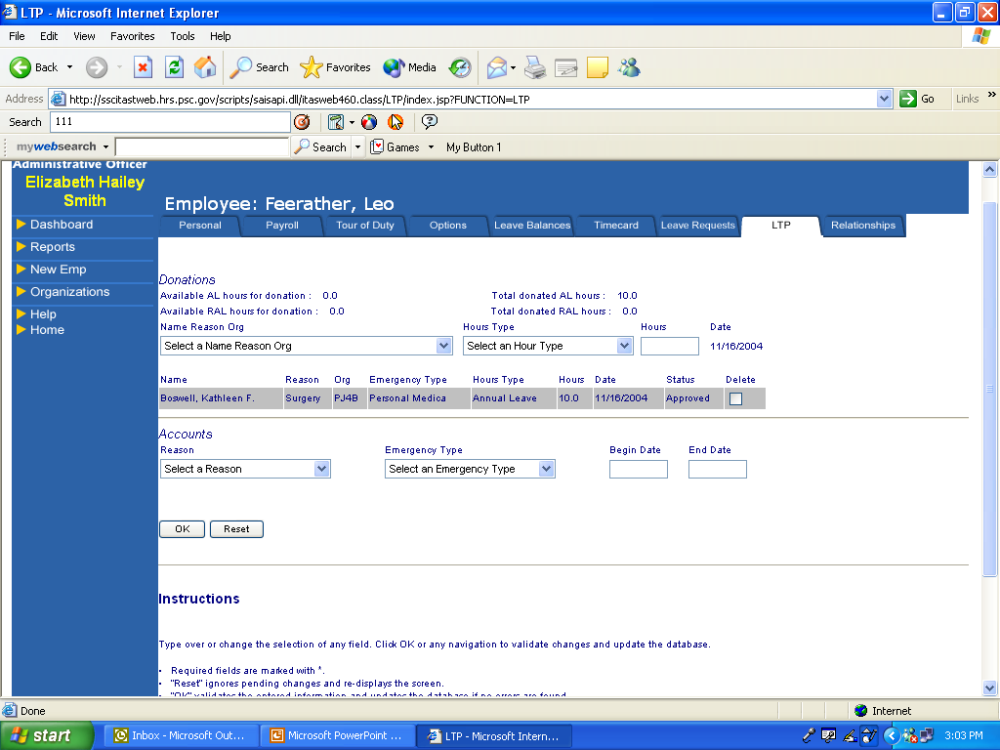 LTP - Microsoft Internet Explorer
File Edit View Favorites Tools Help
Back Search Favorites Media
Address http://sscitastweb.hrs.psc.gov/scripts/saisapi.dll/itasweb460.class/LTP/index.jsp?FUNCTION=LTP Go Links »
Search 111
mywebsearch Search Games My Button 1
Administrative Officer
Elizabeth Hailey
Smith
Employee: Feerather, Leo
Personal Payroll Tour of Duty Options Leave Balances Timecard Leave Requests LTP Relationships
Dashboard
Reports
New Emp
Organizations
Help
Home
Donations
Available AL hours for donation : 0.0 Total donated AL hours : 10.0
Available RAL hours for donation : 0.0 Total donated RAL hours : 0.0
Name Reason Org Hours Type Hours Date
Select a Name Reason Org Select an Hour Type 11/16/2004
Name Reason Org Emergency Type Hours Type Hours Date Status Delete
Boswell, Kathleen F. Surgery PJ4B Personal Medica Annual Leave 10.0 11/16/2004 Approved
Accounts
Reason Emergency Type Begin Date End Date
Select a Reason Select an Emergency Type
OK Reset
Instructions
Type over or change the selection of any field. Click OK or any navigation to validate changes and update the database.
• Required fields are marked with *.
• "Reset" ignores pending changes and re-displays the screen.
• "OK" validates the entered information and updates the database if no errors are found.
Done Internet
start Inbox - Microsoft Out... Microsoft PowerPoint ... LTP - Microsoft Intern... 3:03 PM